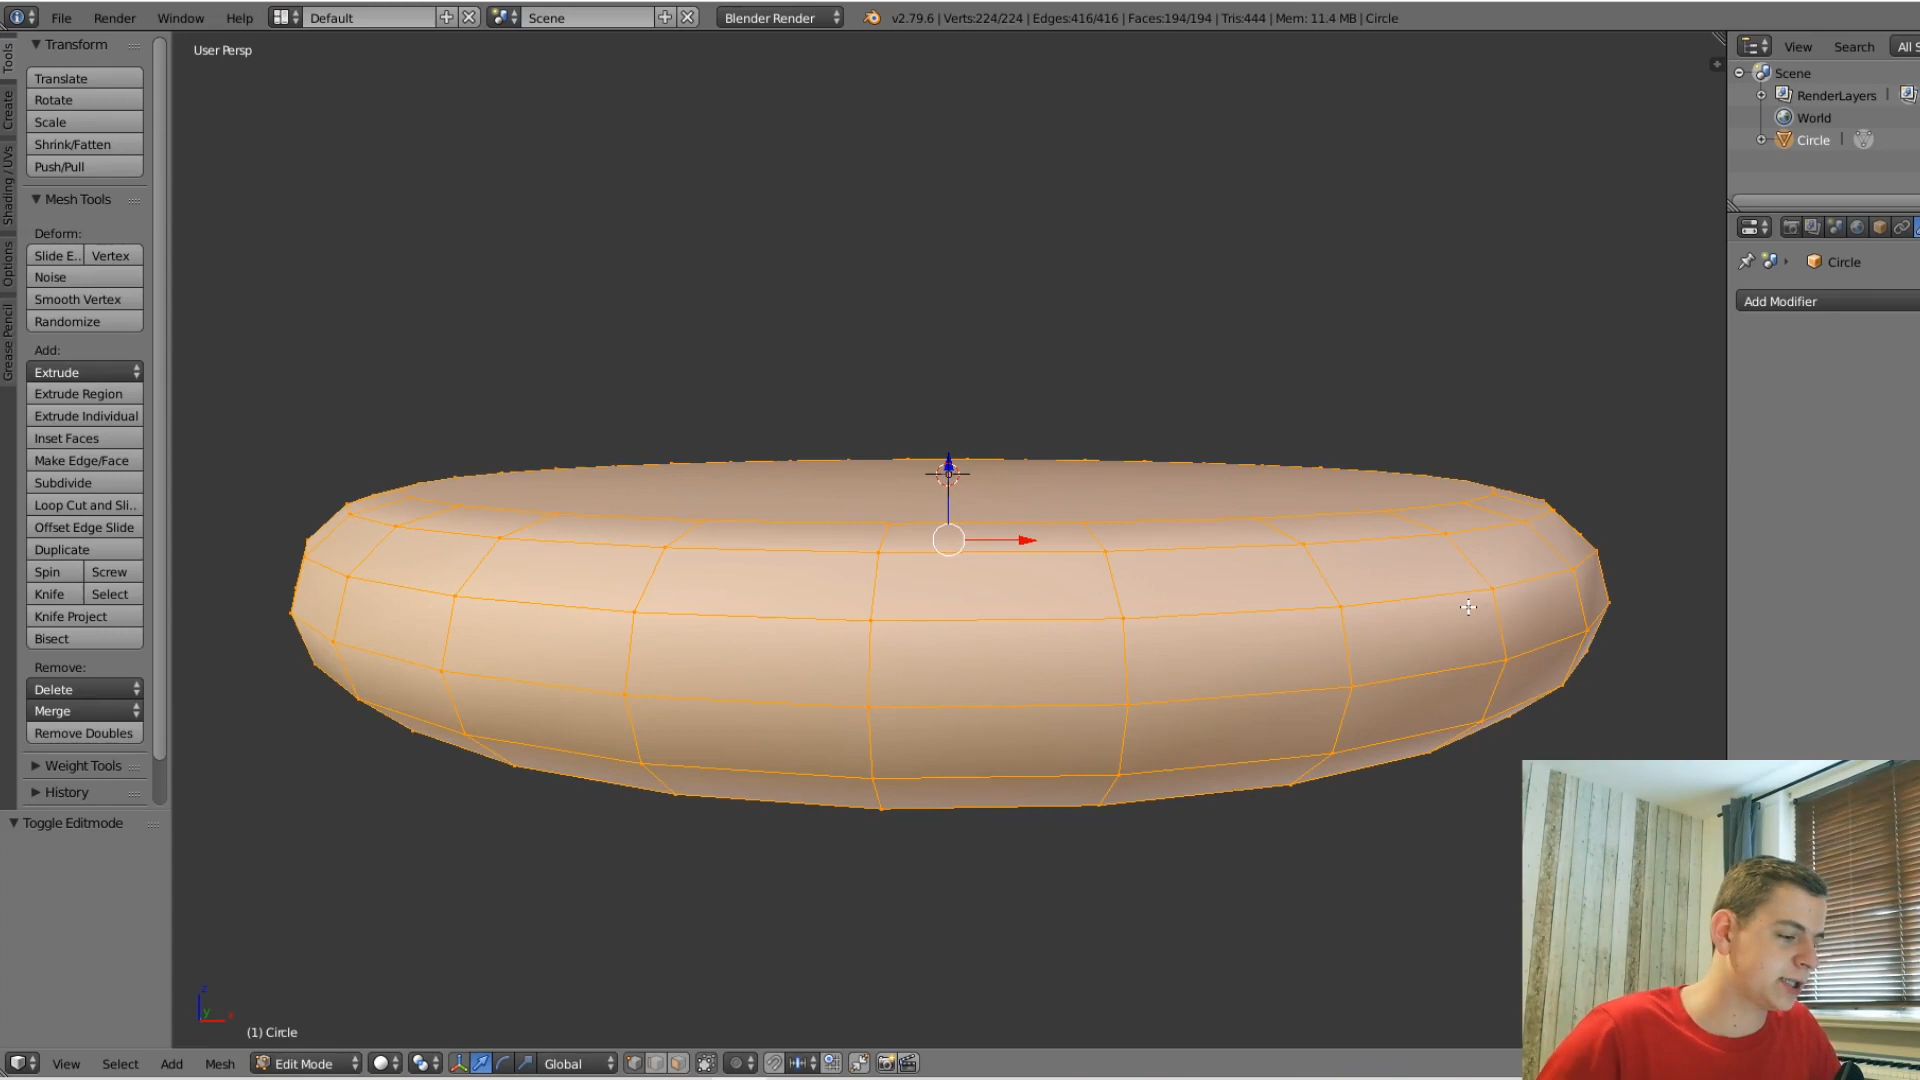 File Render Window Help Default Scene Blender Render v2.79.6 | Verts:224/224 | Edges:416/416 | Faces:194/194 | Tris:444 | Mem: 11.4 MB | Circle
Tools
Create
Shading / UVs
Options
Grease Pencil
Transform
Translate
Rotate
Scale
Shrink/Fatten
Push/Pull
Mesh Tools
Deform:
Slide E.. Vertex
Noise
Smooth Vertex
Randomize
Add:
Extrude
Extrude Region
Extrude Individual
Inset Faces
Make Edge/Face
Subdivide
Loop Cut and Sli..
Offset Edge Slide
Duplicate
Spin Screw
Knife Select
Knife Project
Bisect
Remove:
Delete
Merge
Remove Doubles
Weight Tools
History
Toggle Editmode
User Persp
z
y
x
(1) Circle
View Select Add Mesh Edit Mode Global
View Search All S
Scene
RenderLayers |
World
Circle |
Circle
Add Modifier